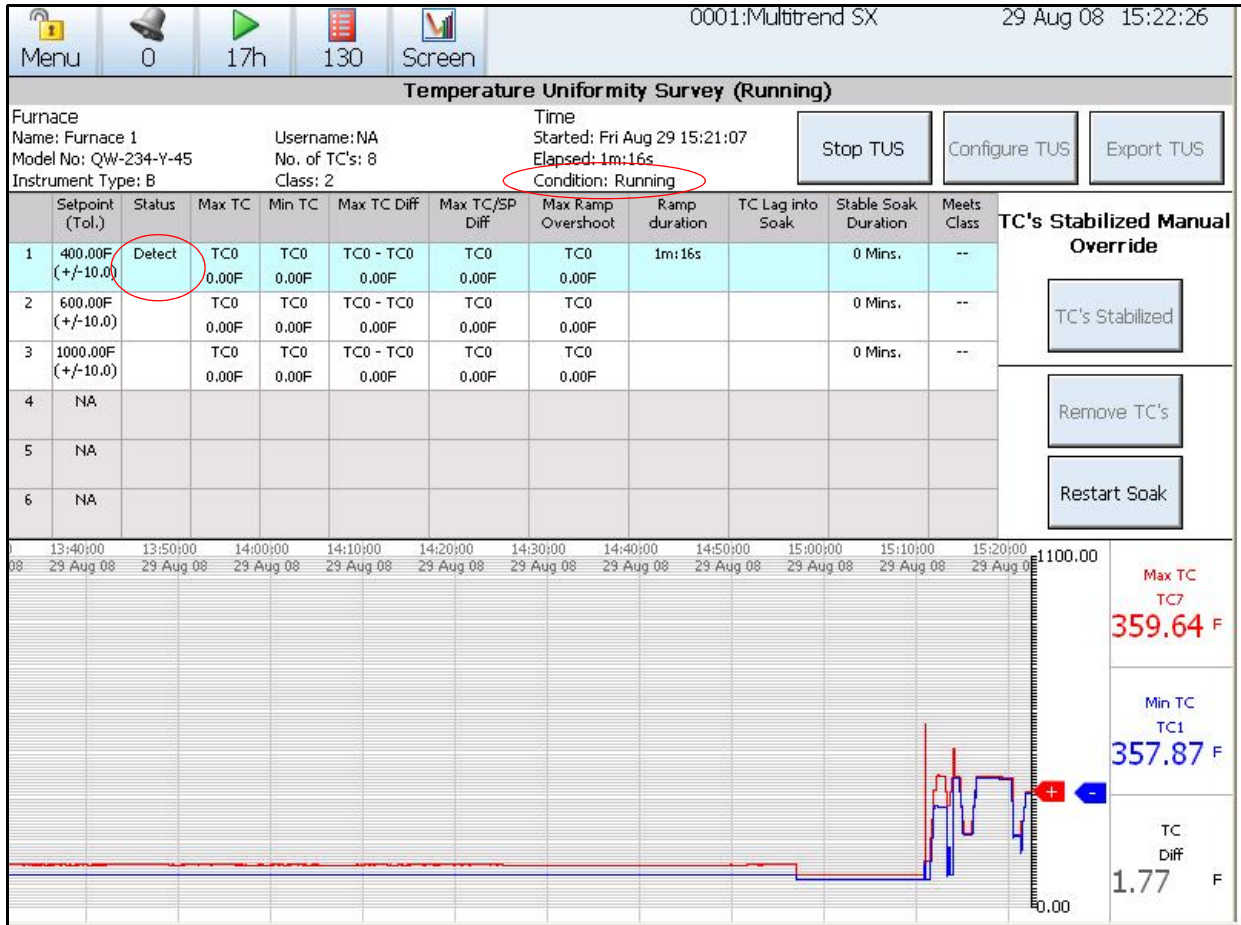 0001:Multitrend SX 29 Aug 08 15:22:26
Menu 0 17h 130 Screen
Temperature Uniformity Survey (Running)
Furnace Time
Name: Furnace 1 Username:NA Started: Fri Aug 29 15:21:07
Model No: QW-234-Y-45 No. of TC's: 8 Elapsed: 1m:16s
Instrument Type: B Class: 2 Condition: Running
Stop TUS Configure TUS Export TUS
Setpoint (Tol.) Status Max TC Min TC Max TC Diff Max TC/SP Diff Max Ramp Overshoot Ramp duration TC Lag into Soak Stable Soak Duration Meets Class
1 400.00F Detect TC0 TC0 TC0 - TC0 TC0 TC0 1m:16s 0 Mins. --
(+/-10.0) 0.00F 0.00F 0.00F 0.00F 0.00F
2 600.00F TC0 TC0 TC0 - TC0 TC0 TC0 0 Mins. --
(+/-10.0) 0.00F 0.00F 0.00F 0.00F 0.00F
3 1000.00F TC0 TC0 TC0 - TC0 TC0 TC0 0 Mins. --
(+/-10.0) 0.00F 0.00F 0.00F 0.00F 0.00F
4 NA
5 NA
6 NA
TC's Stabilized Manual
Override
TC's Stabilized
Remove TC's
Restart Soak
13:40:00 13:50:00 14:00:00 14:10:00 14:20:00 14:30:00 14:40:00 14:50:00 15:00:00 15:10:00 15:20:00
08 29 Aug 08 29 Aug 08 29 Aug 08 29 Aug 08 29 Aug 08 29 Aug 08 29 Aug 08 29 Aug 08 29 Aug 08 29 Aug 08 29 Aug 0
1100.00
0.00
Max TC
TC7
359.64 F
Min TC
TC1
357.87 F
+ -
TC
Diff
1.77 F